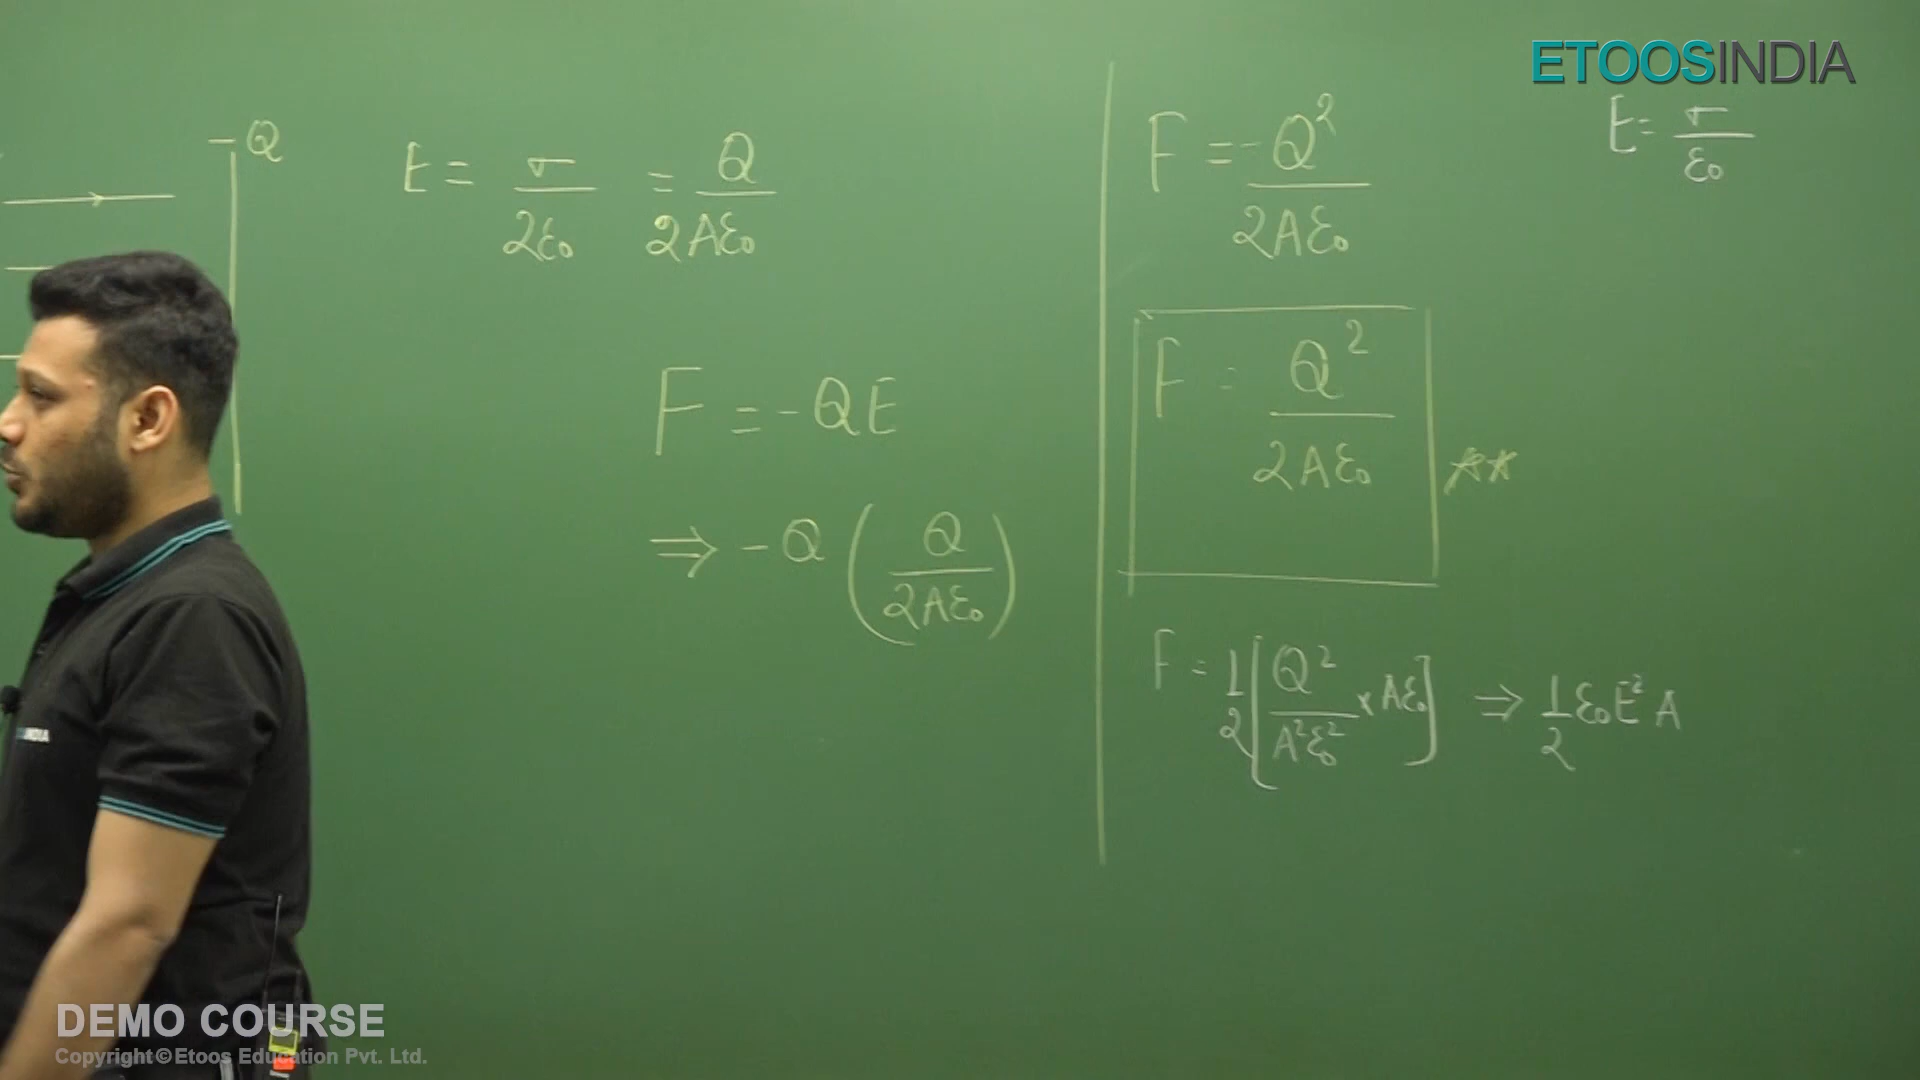 ETOOSINDIA
-Q
E = σ/2ε₀ = Q/2Aε₀
F = -QE
⇒ -Q (Q/2Aε₀)
F = -Q²/2Aε₀
E = σ/ε₀
F = Q²/2Aε₀ **
F = 1/2 [Q²/A²ε₀² × Aε₀] ⇒ 1/2 ε₀E²A
INDIA
DEMO COURSE
Copyright©Etoos Education Pvt. Ltd.